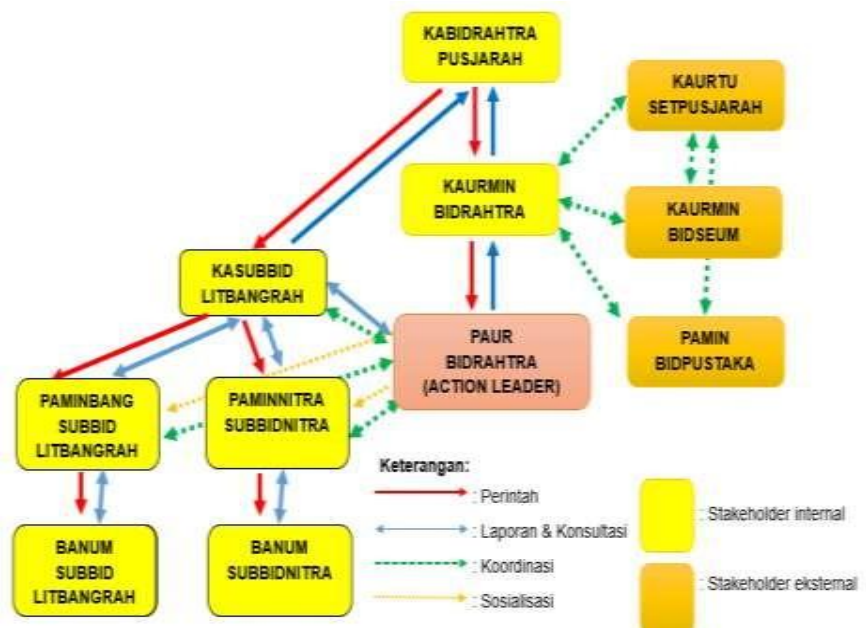 KABIDRAHTRA
PUSJARAH
KAURTU
SETPUSJARAH
KAURMIN
BIDRAHTRA
KAURMIN
BIDSEUM
KASUBBID
LITBANGRAH
PAUR
BIDRAHTRA
(ACTION LEADER)
PAMIN
BIDPUSTAKA
PAMINBANG
SUBBID
LITBANGRAH
PAMINNITRA
SUBBIDNITRA
BANUM
SUBBID
LITBANGRAH
BANUM
SUBBIDNITRA
Keterangan:
: Perintah
: Laporan & Konsultasi
: Koordinasi
: Sosialisasi
: Stakeholder internal
: Stakeholder eksternal